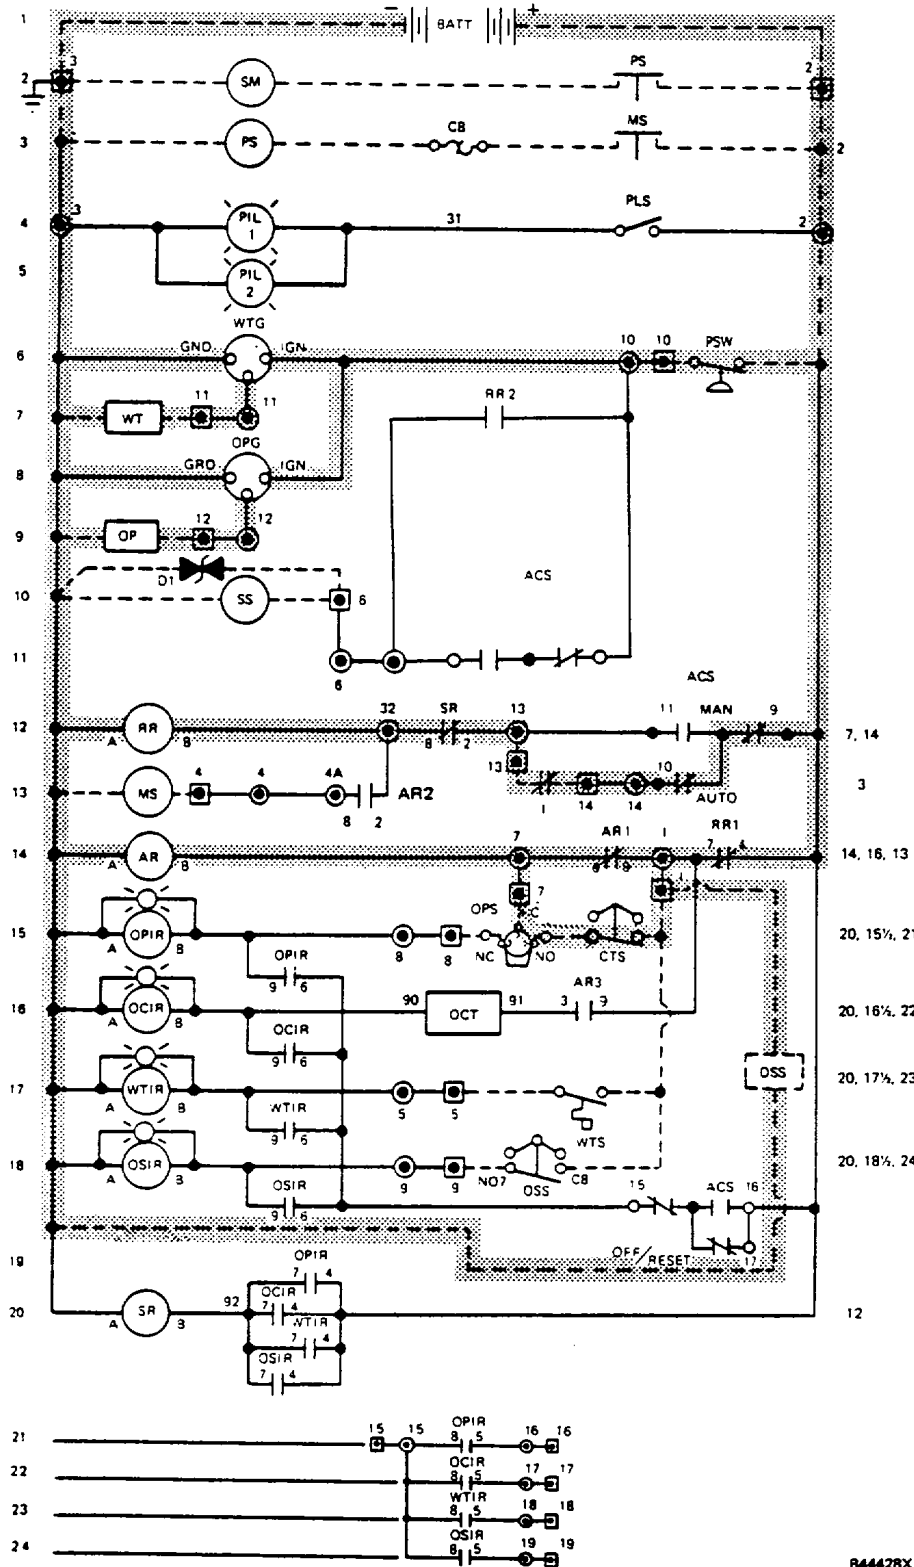 1 − BATT +
2 3 SM PS 2
3 PS CB MS 2
4 3 PIL 1 31 PLS 2
5 PIL 2
WTG
6 GND IGN 10 10 PSW
RR2
7 WT 11 11
OPG
8 GRD IGN
9 OP 12 12
D1 ACS
10 SS 6
11 6
ACS
12 A RR B 32 8 SR 2 13 11 MAN 9 7, 14
13 1 14 14 10 AUTO
13 MS 4 4 4A 8 2 AR2 3
14 A AR B 7 AR1 6 8 1 RR1 7 4 14, 16, 13
7 C 1
OPS
15 A OPIR B 8 8 NC NO CTS 20, 15½, 21
OPIR
9 6
16 A OCIR B 90 OCT 91 AR3 3 9 20, 16½, 22
OCIR
9 6
OSS
17 A WTIR B 5 5 WTS 20, 17½, 23
WTIR
9 6
18 A OSIR B 9 9 NO7 OSS C8 20, 18½, 24
OSIR
9 6
15 ACS 16
OFF/RESET 17
19 OPIR
7 4
20 A SR B 92 OCIR 7 4 12
WTIR
7 4
OSIR
7 4
OPIR
21 15 15 8 5 16 16
OCIR
22 8 5 17 17
WTIR
23 8 5 18 18
OSIR
24 8 5 19 19
R44428X